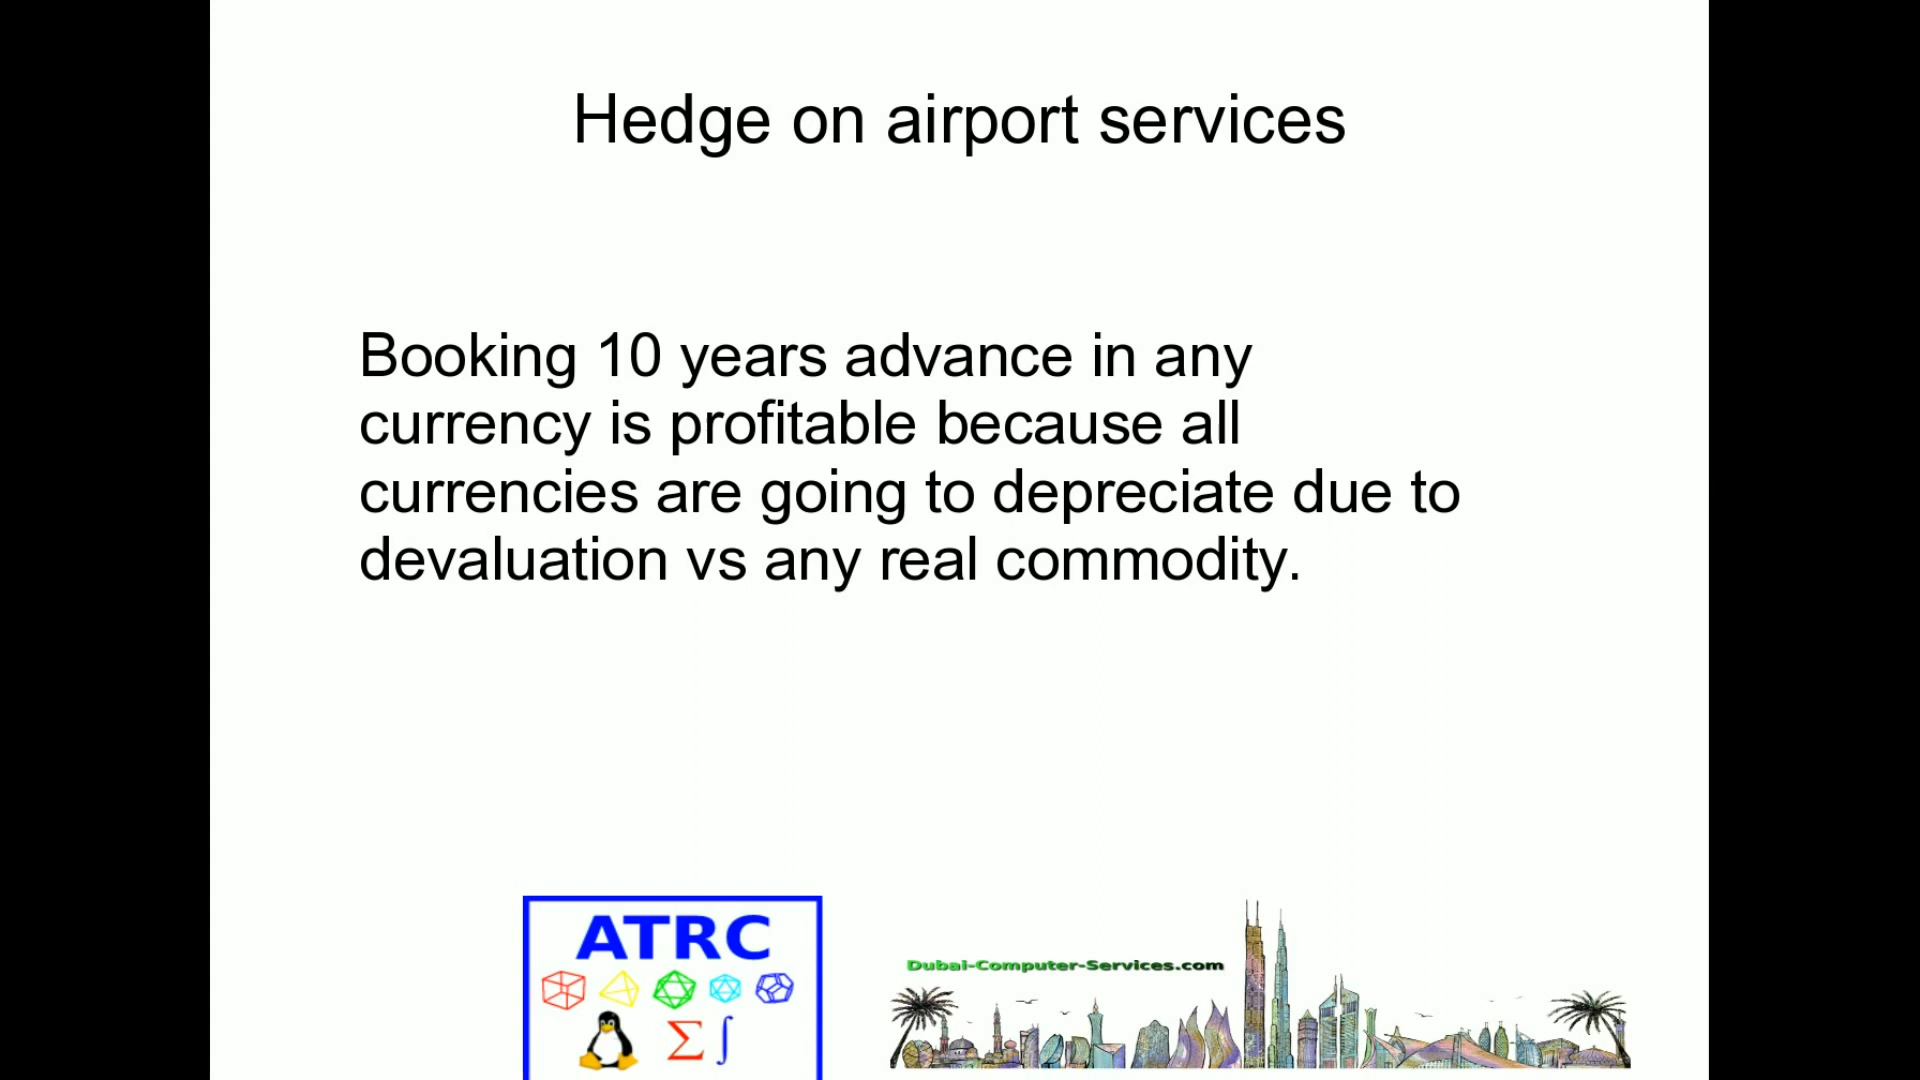 Hedge on airport services
Booking 10 years advance in any
currency is profitable because all
currencies are going to depreciate due to
devaluation vs any real commodity.
ATRC
Σ ∫
Dubai-Computer-Services.com